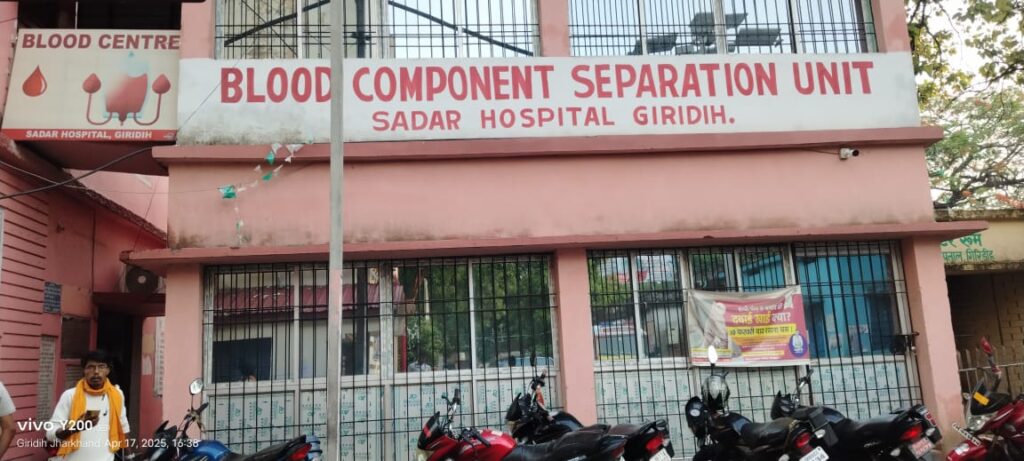 BLOOD CENTRE
SADAR HOSPITAL, GIRIDIH
BLOOD COMPONENT SEPARATION UNIT
SADAR HOSPITAL GIRIDIH.
दवाई खाई क्या?
vivo Y200
Giridih Jharkhand Apr 17, 2025, 16:38